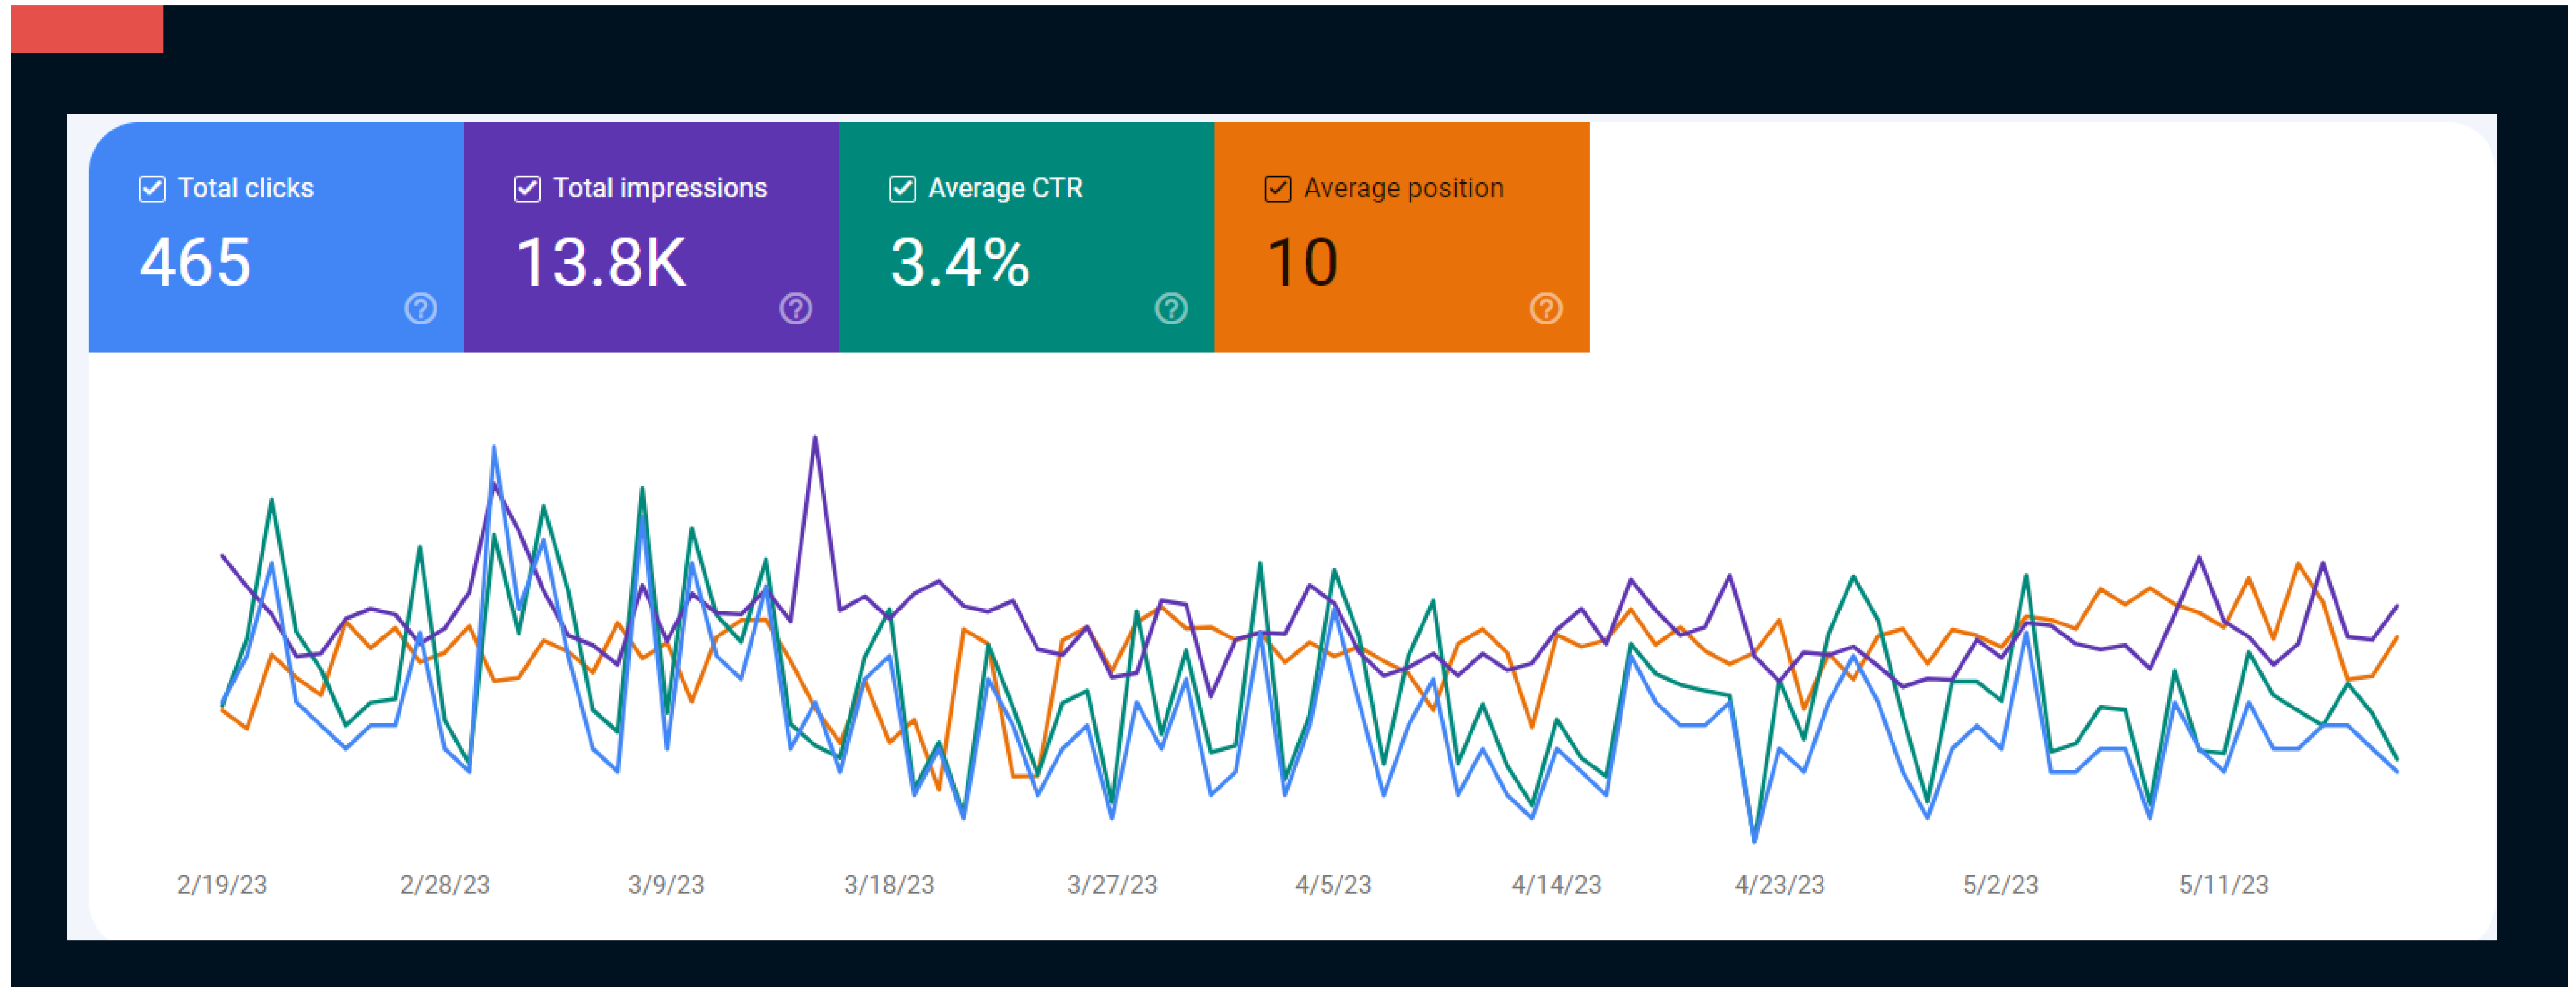 Total clicks
465
Total impressions
13.8K
Average CTR
3.4%
Average position
10
2/19/23 2/28/23 3/9/23 3/18/23 3/27/23 4/5/23 4/14/23 4/23/23 5/2/23 5/11/23